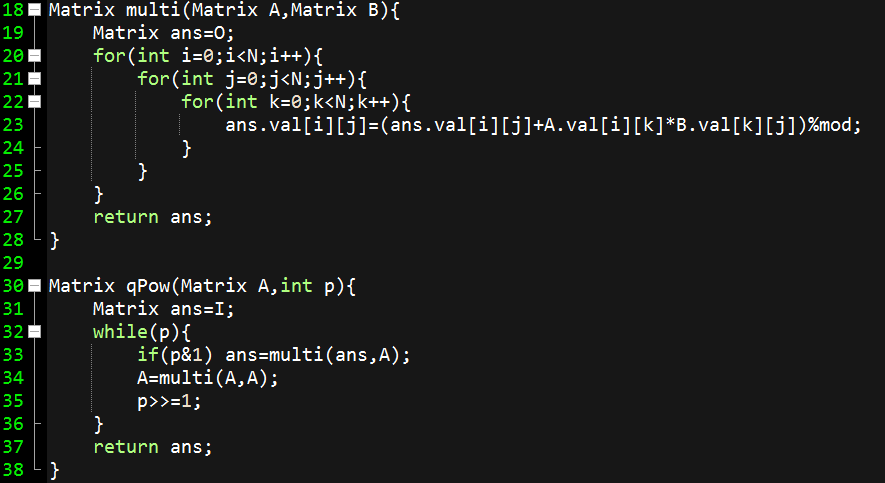 18 Matrix multi(Matrix A,Matrix B){
19     Matrix ans=O;
20     for(int i=0;i<N;i++){
21         for(int j=0;j<N;j++){
22             for(int k=0;k<N;k++){
23                 ans.val[i][j]=(ans.val[i][j]+A.val[i][k]*B.val[k][j])%mod;
24             }
25         }
26     }
27     return ans;
28 }
29
30 Matrix qPow(Matrix A,int p){
31     Matrix ans=I;
32     while(p){
33         if(p&1) ans=multi(ans,A);
34         A=multi(A,A);
35         p>>=1;
36     }
37     return ans;
38 }